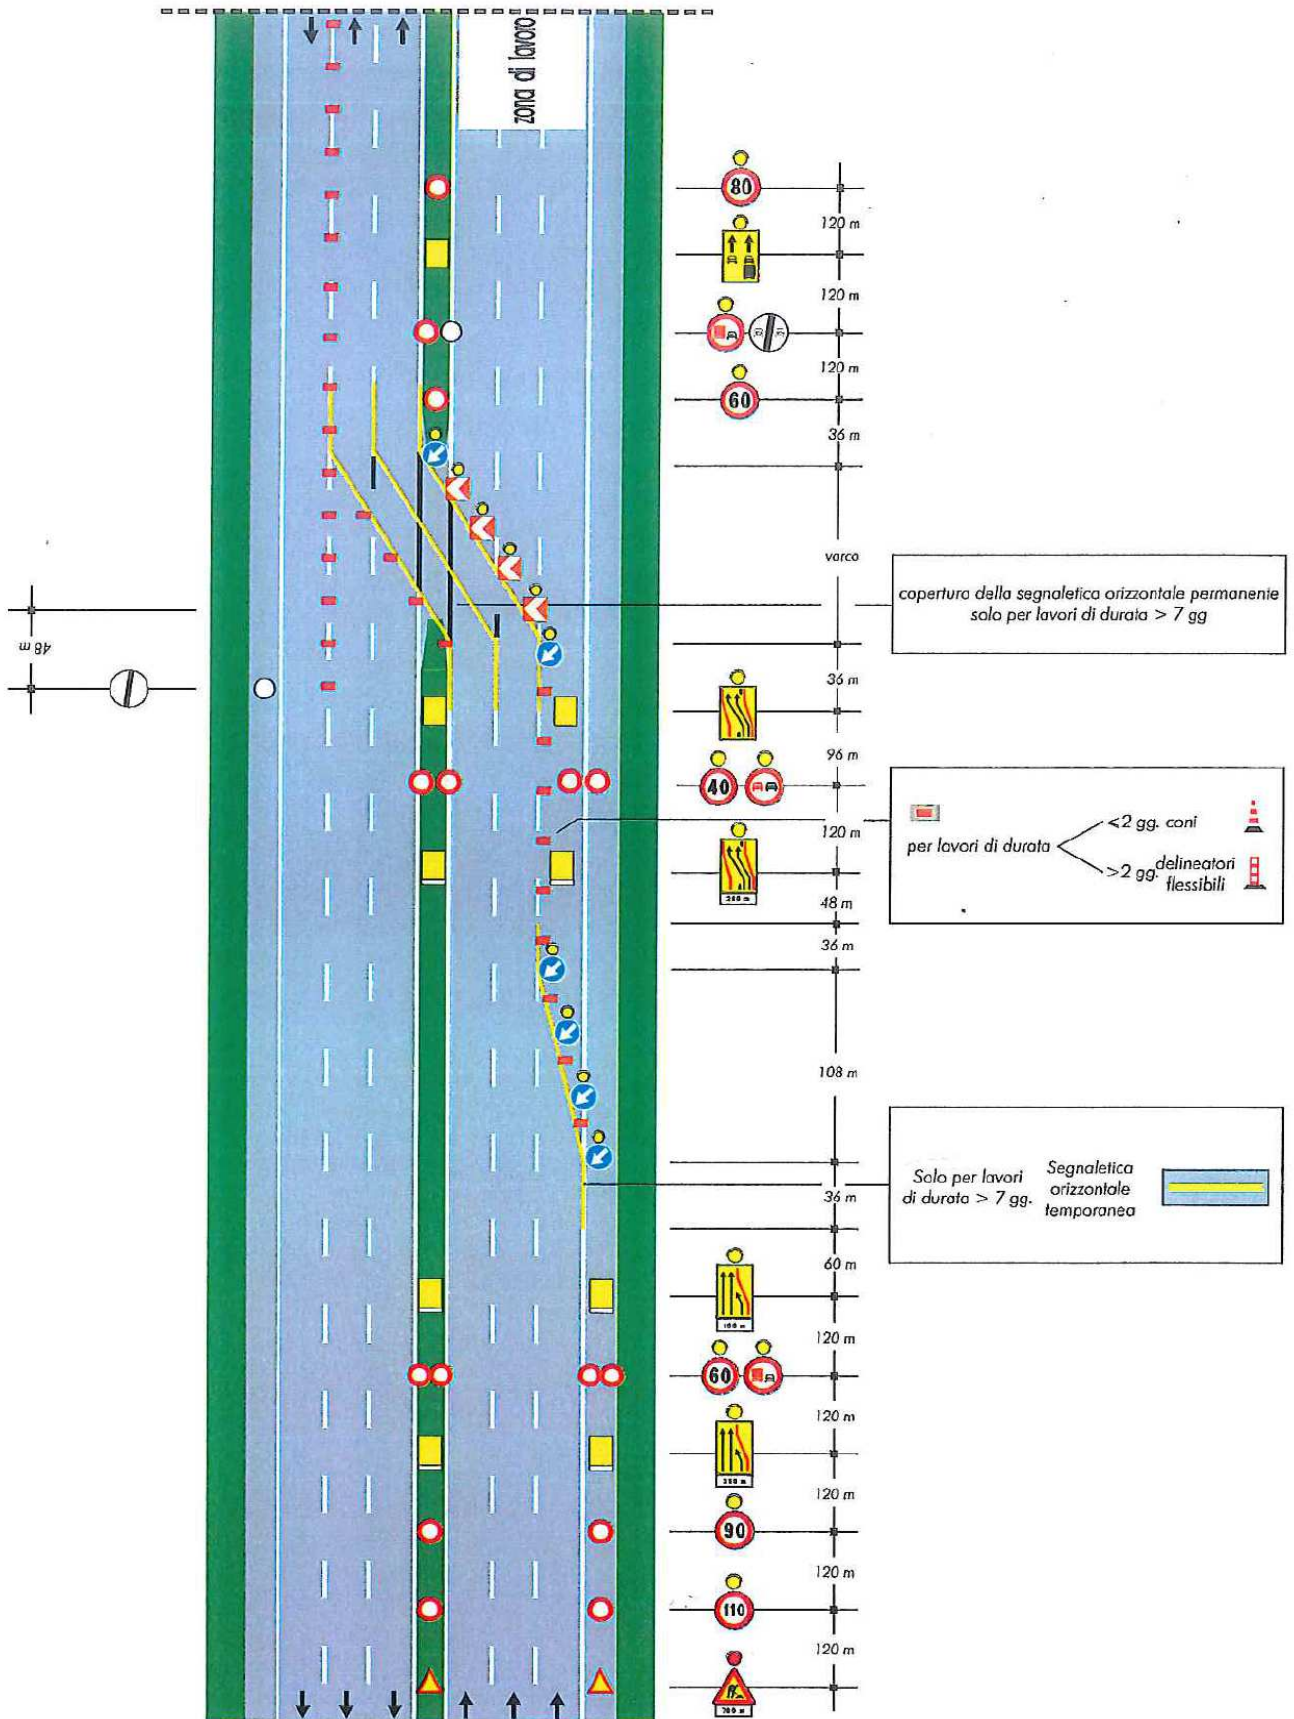 zona di lavoro
80
120 m
120 m
120 m
60
36 m
varco
copertura della segnaletica orizzontale permanente
solo per lavori di durata > 7 gg
48 m
36 m
96 m
40
120 m
per lavori di durata
<2 gg. coni
>2 gg. delineatori
flessibili
48 m
36 m
108 m
Solo per lavori
di durata > 7 gg.
Segnaletica
orizzontale
temporanea
36 m
60 m
120 m
60
120 m
120 m
90
120 m
110
120 m
700 m